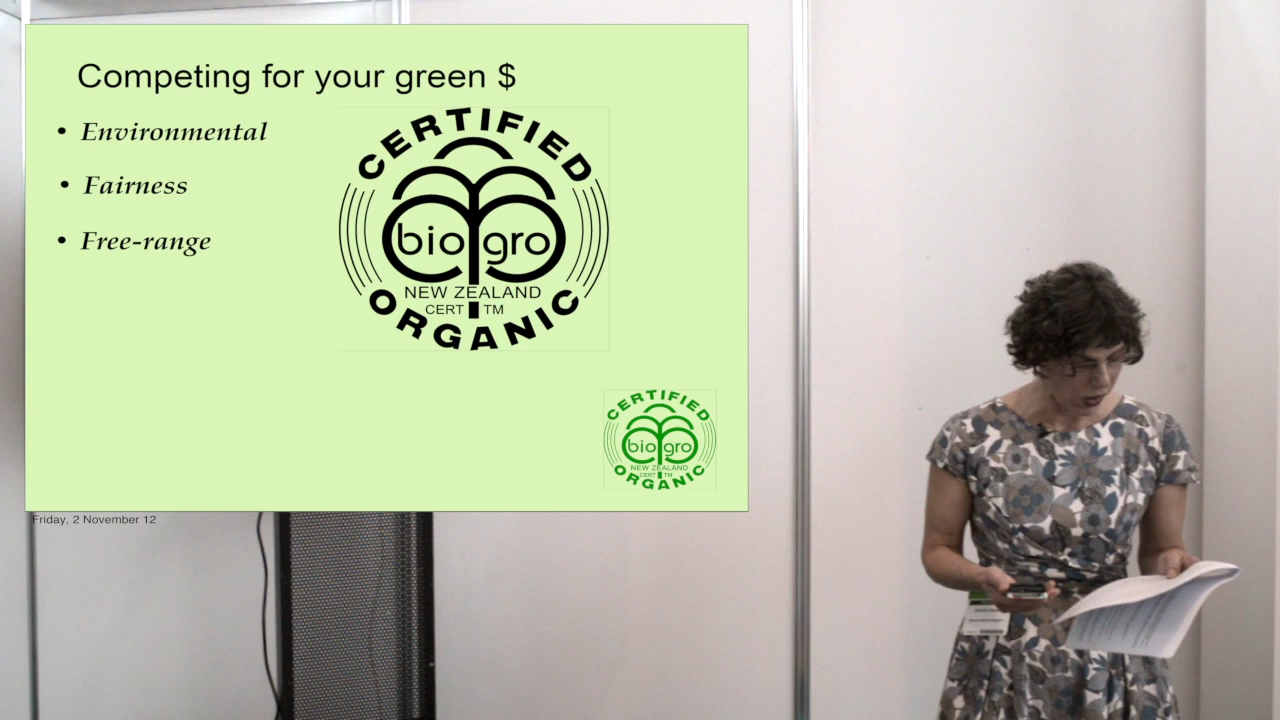 Competing for your green $
• Environmental
• Fairness
• Free-range
CERTIFIED
bio gro
NEW ZEALAND
CERT TM
ORGANIC
CERTIFIED
bio gro
NEW ZEALAND
CERT TM
ORGANIC
Friday, 2 November 12